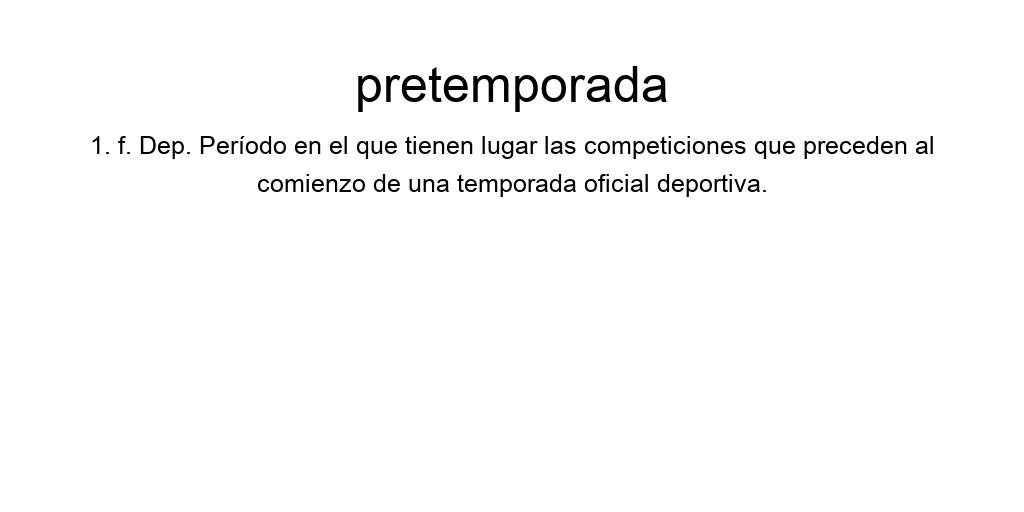 pretemporada
1. f. Dep. Período en el que tienen lugar las competiciones que preceden al
comienzo de una temporada oficial deportiva.